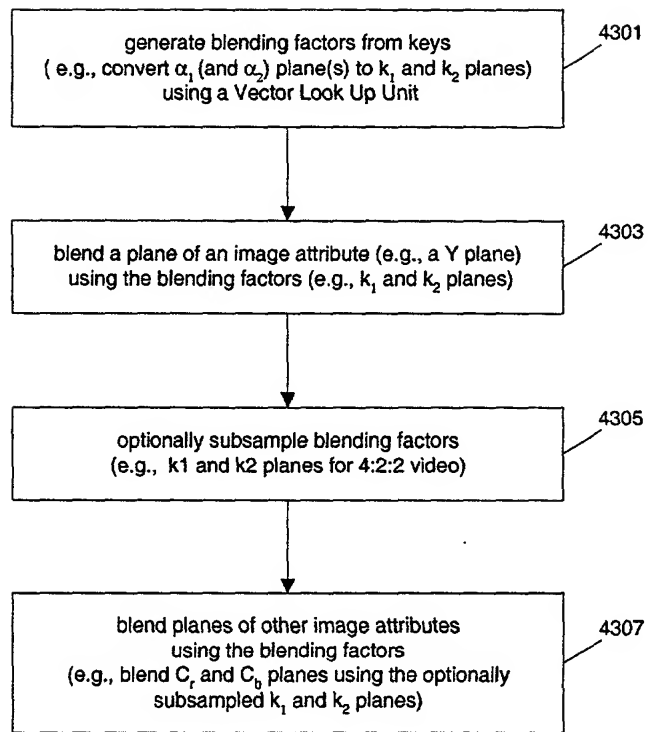 generate blending factors from keys
( e.g., convert α₁ (and α₂) plane(s) to k₁ and k₂ planes)
using a Vector Look Up Unit
4301
blend a plane of an image attribute (e.g., a Y plane)
using the blending factors (e.g., k₁ and k₂ planes)
4303
optionally subsample blending factors
(e.g., k1 and k2 planes for 4:2:2 video)
4305
blend planes of other image attributes
using the blending factors
(e.g., blend Cᵣ and C_b planes using the optionally
subsampled k₁ and k₂ planes)
4307